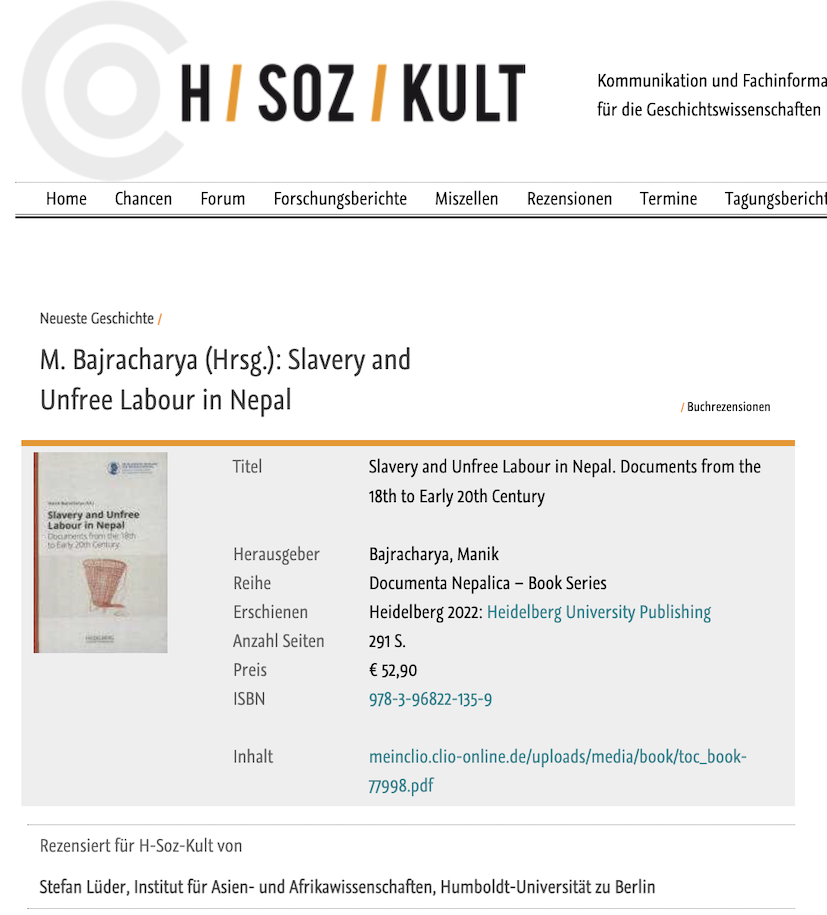 H / SOZ / KULT
Kommunikation und Fachinforma
für die Geschichtswissenschaften
Home Chancen Forum Forschungsberichte Miszellen Rezensionen Termine Tagungsbericht
Neueste Geschichte /
M. Bajracharya (Hrsg.): Slavery and
Unfree Labour in Nepal
/ Buchrezensionen
Slavery and Unfree
Labour in Nepal
Documents from the 18th
to Early 20th Century
HEIDELBERG
Titel Slavery and Unfree Labour in Nepal. Documents from the
18th to Early 20th Century
Herausgeber Bajracharya, Manik
Reihe Documenta Nepalica – Book Series
Erschienen Heidelberg 2022: Heidelberg University Publishing
Anzahl Seiten 291 S.
Preis € 52,90
ISBN 978-3-96822-135-9
Inhalt meinclio.clio-online.de/uploads/media/book/toc_book-
77998.pdf
Rezensiert für H-Soz-Kult von
Stefan Lüder, Institut für Asien- und Afrikawissenschaften, Humboldt-Universität zu Berlin